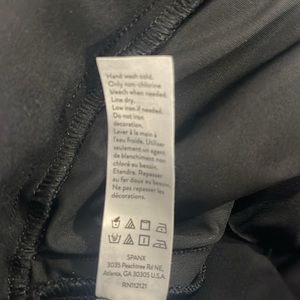 Hand wash cold.
Only non-chlorine
bleach when needed.
Line dry.
Low iron if needed.
Do not iron
decoration.
Laver à la main à
l'eau froide. Utiliser
seulement un agent
de blanchiment non
chloré au besoin.
Etendre. Repasser
au fer doux au besoin.
Ne pas repasser les
décorations.
SPANX
3035 Peachtree Rd NE,
Atlanta, GA 30305 U.S.A.
RN112121